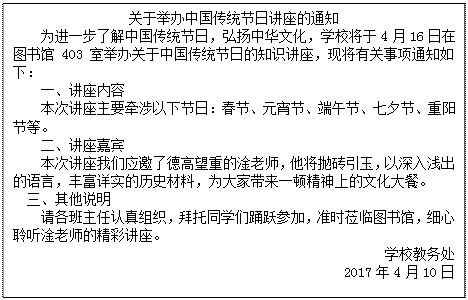 关于举办中国传统节日讲座的通知
为进一步了解中国传统节日，弘扬中华文化，学校将于4月16日在
图书馆 403 室举办关于中国传统节日的知识讲座，现将有关事项通知如
下：
一、讲座内容
本次讲座主要牵涉以下节日：春节、元宵节、端午节、七夕节、重阳
节等。
二、讲座嘉宾
本次讲座我们应邀了德高望重的淦老师，他将抛砖引玉，以深入浅出
的语言，丰富详实的历史材料，为大家带来一顿精神上的文化大餐。
三、其他说明
请各班主任认真组织，拜托同学们踊跃参加，准时莅临图书馆，细心
聆听淦老师的精彩讲座。
学校教务处
2017年4月10日